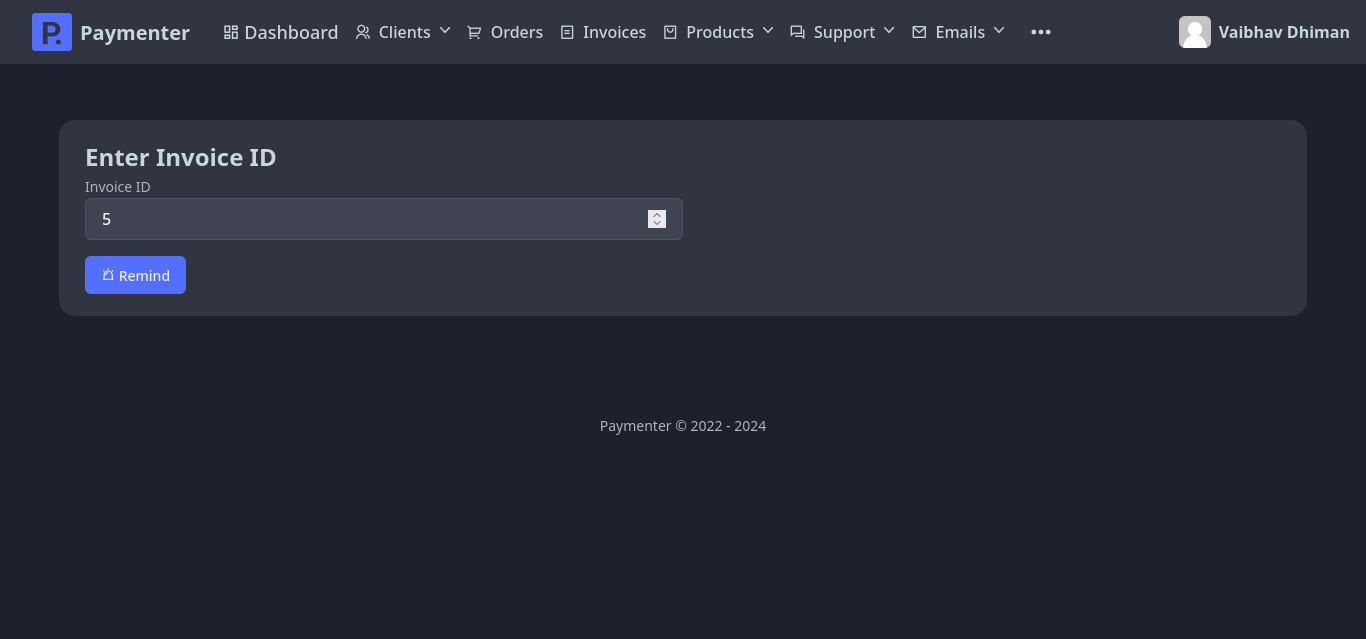 P. Paymenter Dashboard Clients Orders Invoices Products Support Emails ••• Vaibhav Dhiman
Enter Invoice ID
Invoice ID
5
Remind
Paymenter © 2022 - 2024